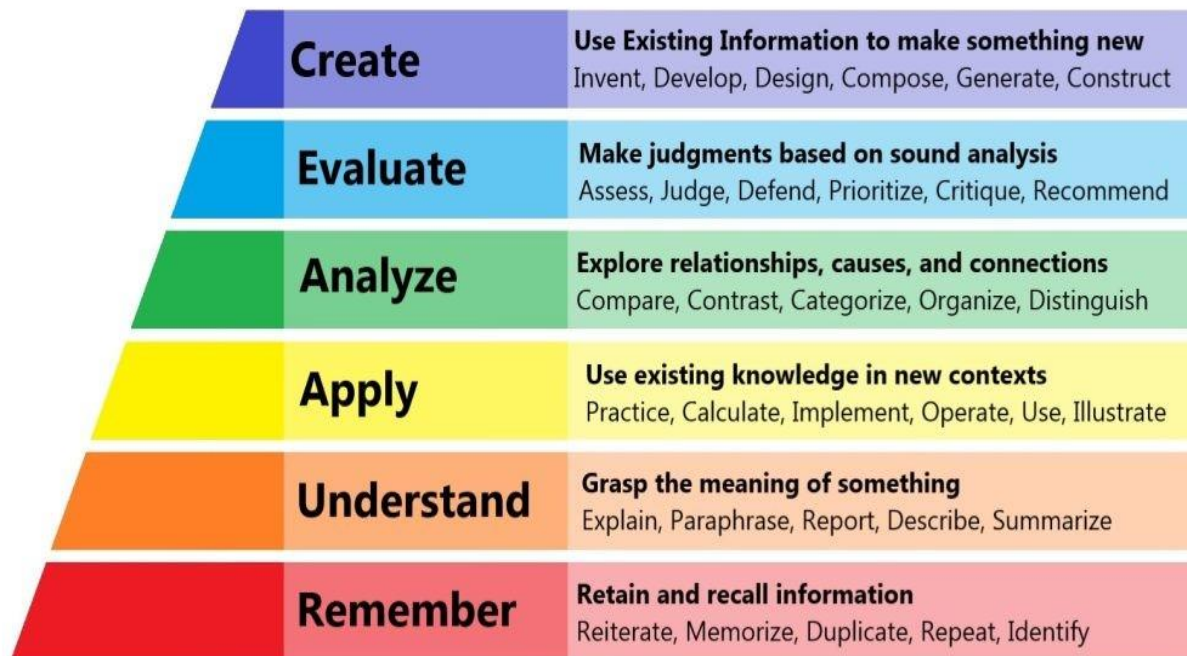 Create
Use Existing Information to make something new
Invent, Develop, Design, Compose, Generate, Construct
Evaluate
Make judgments based on sound analysis
Assess, Judge, Defend, Prioritize, Critique, Recommend
Analyze
Explore relationships, causes, and connections
Compare, Contrast, Categorize, Organize, Distinguish
Apply
Use existing knowledge in new contexts
Practice, Calculate, Implement, Operate, Use, Illustrate
Understand
Grasp the meaning of something
Explain, Paraphrase, Report, Describe, Summarize
Remember
Retain and recall information
Reiterate, Memorize, Duplicate, Repeat, Identify